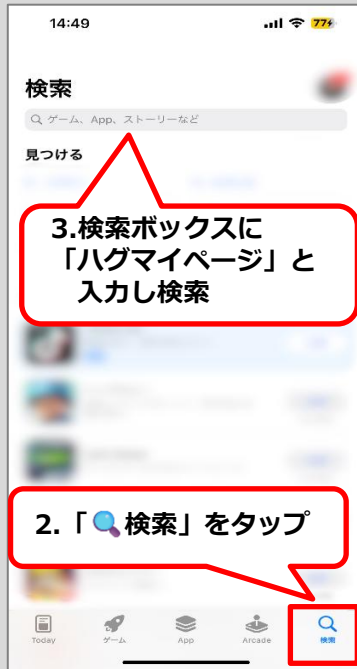 14:49
77
検索
ゲーム、App、ストーリーなど
見つける
3.検索ボックスに
「ハグマイページ」と
入力し検索
2.「🔍検索」をタップ
Today
ゲーム
App
Arcade
検索